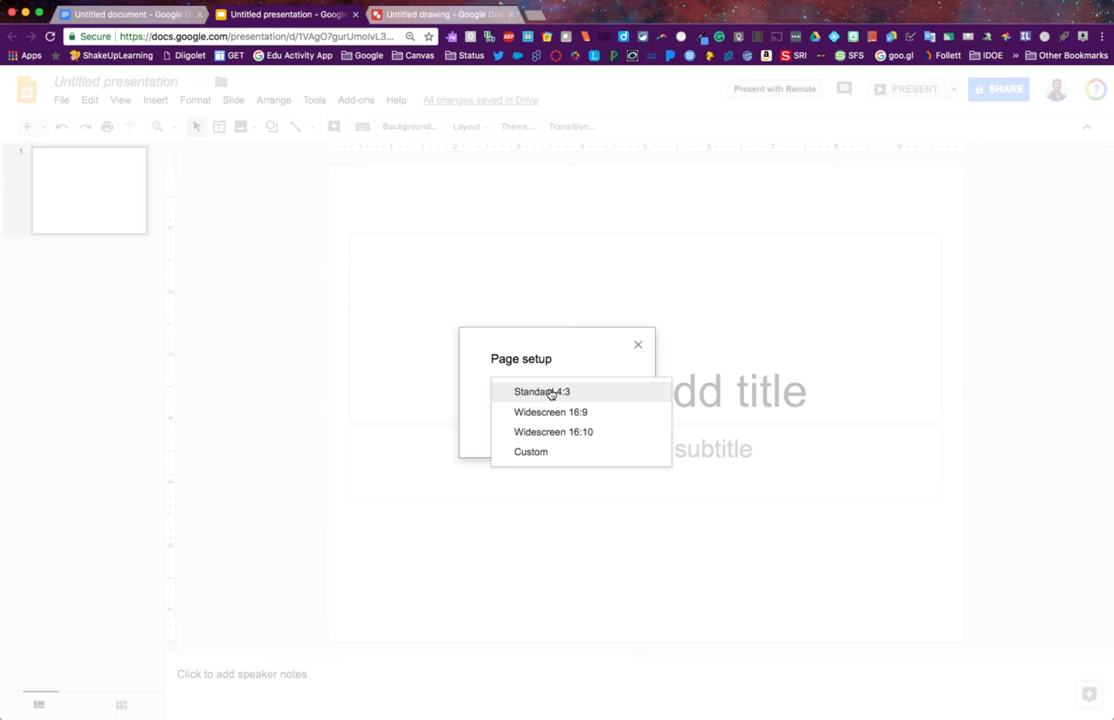 Untitled document - Google D
Untitled presentation - Google
Untitled drawing - Google Dra
Secure
https://docs.google.com/presentation/d/1VAgO7gurUmolvL3...
Apps
ShakeUpLearning
Diigolet
GET
Edu Activity App
Google
Canvas
Status
SRI
SFS
goo.gl
Follett
IDOE
»
Other Bookmarks
Untitled presentation
File Edit View Insert Format Slide Arrange Tools Add-ons Help All changes saved in Drive
Present with Remote
PRESENT
SHARE
Background...
Layout
Theme...
Transition...
1
Page setup
Standard 4:3
Widescreen 16:9
Widescreen 16:10
Custom
dd title
subtitle
Click to add speaker notes